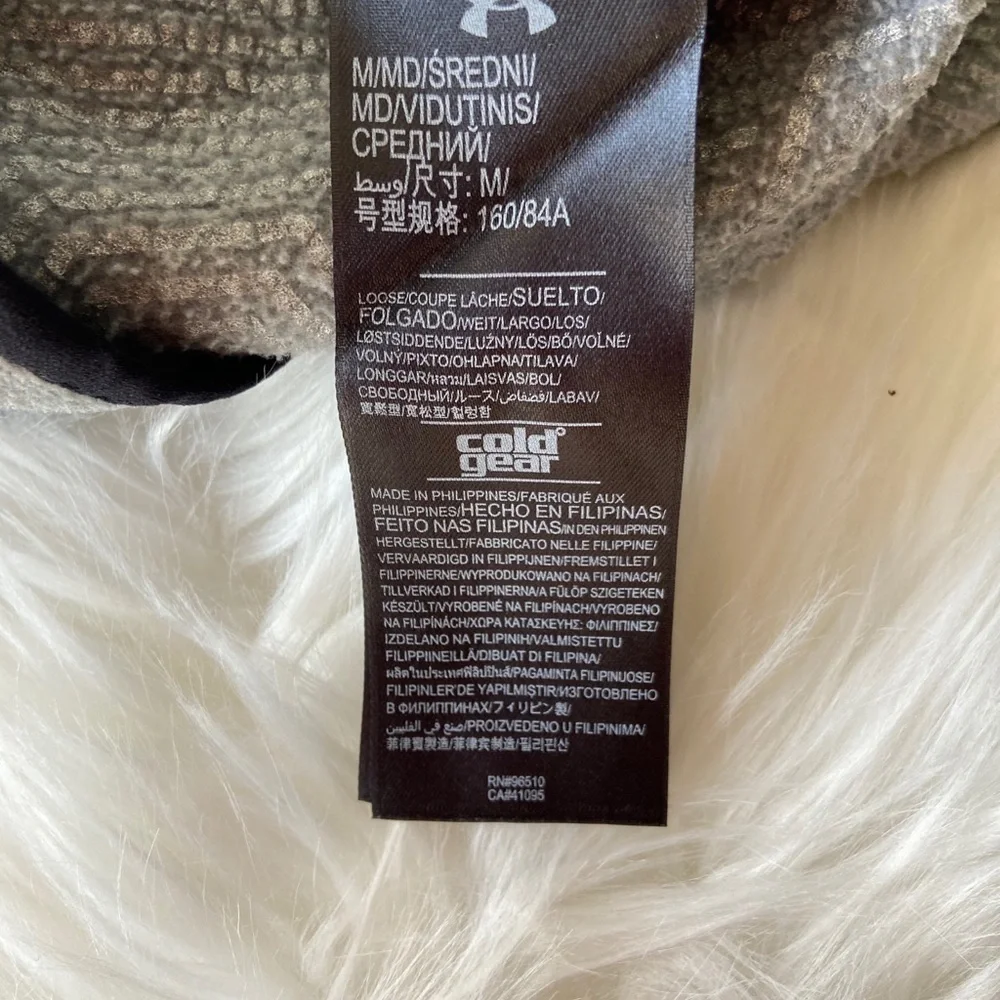 M/MD/ŚREDNI/
MD/VIDUTINIS/
СРЕДНИЙ/
وسط/尺寸: M/
号型规格: 160/84A
LOOSE/COUPE LÂCHE/SUELTO/
FOLGADO/WEIT/LARGO/LOS/
LØSTSIDDENDE/LUŹNY/LÖS/BŐ/VOĽNÉ/
VOLNÝ/PIXTO/OHLAPNA/TILAVA/
LONGGAR/หลวม/LAISVAS/BOL/
СВОБОДНЫЙ/ルース/فضفاض/LABAV/
寬鬆型/宽松型/헐렁함
cold
gear
MADE IN PHILIPPINES/FABRIQUÉ AUX
PHILIPPINES/HECHO EN FILIPINAS/
FEITO NAS FILIPINAS/IN DEN PHILIPPINEN
HERGESTELLT/FABBRICATO NELLE FILIPPINE/
VERVAARDIGD IN FILIPPIJNEN/FREMSTILLET I
FILIPPINERNE/WYPRODUKOWANO NA FILIPINACH/
TILLVERKAD I FILIPPINERNA/A FÜLÖP SZIGETEKEN
KÉSZÜLT/VYROBENÉ NA FILIPÍNACH/VYROBENO
NA FILIPÍNÁCH/ΧΩΡΑ ΚΑΤΑΣΚΕΥΗΣ: ΦΙΛΙΠΠΙΝΕΣ/
IZDELANO NA FILIPINIH/VALMISTETTU
FILIPPIINEILLÄ/DIBUAT DI FILIPINA/
ผลิตในประเทศฟิลิปปินส์/PAGAMINTA FILIPINUOSE/
FILIPINLER'DE YAPILMIŞTIR/ИЗГОТОВЛЕНО
В ФИЛИППИНАХ/フィリピン製/
صنع في الفلبين/PROIZVEDENO U FILIPINIMA/
菲律賓製造/菲律宾制造/필리핀산
RN#96510
CA#41095